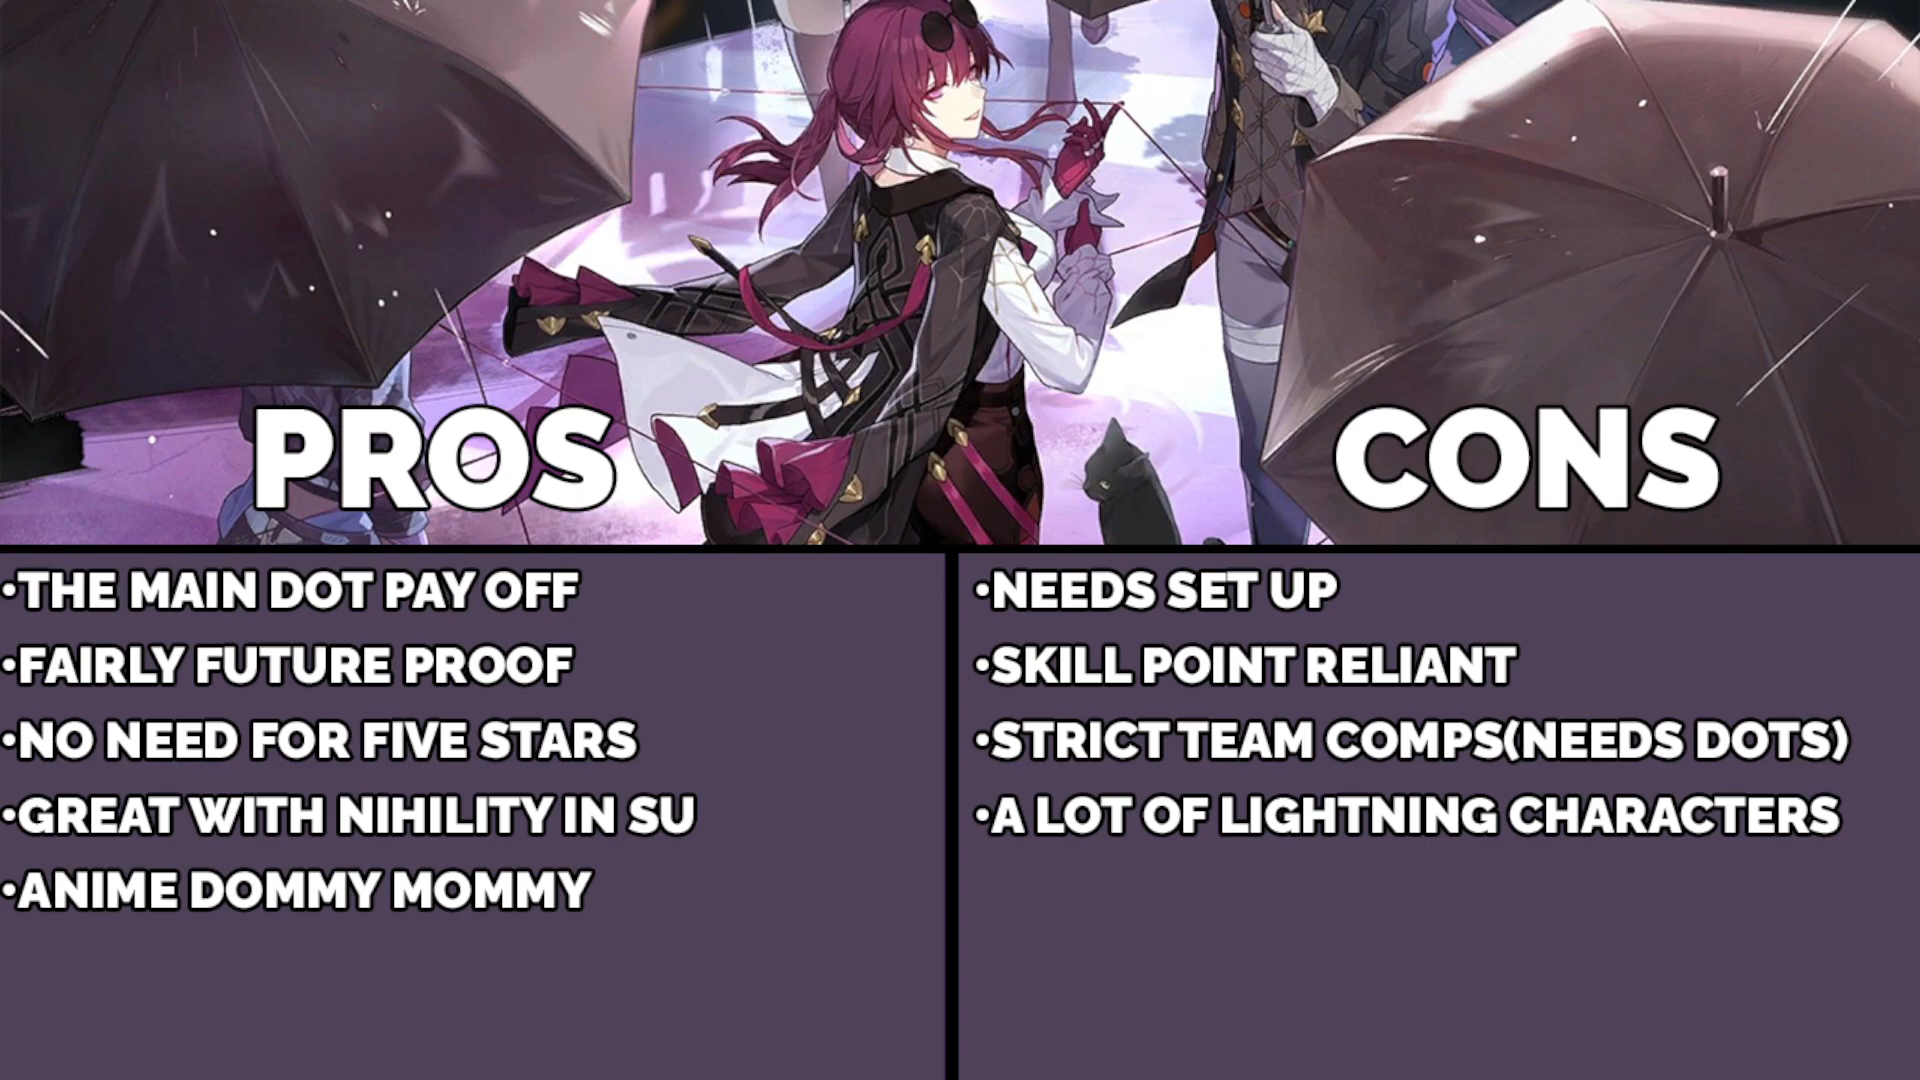 PROS
CONS
•THE MAIN DOT PAY OFF
•FAIRLY FUTURE PROOF
•NO NEED FOR FIVE STARS
•GREAT WITH NIHILITY IN SU
•ANIME DOMMY MOMMY
•NEEDS SET UP
•SKILL POINT RELIANT
•STRICT TEAM COMPS(NEEDS DOTS)
•A LOT OF LIGHTNING CHARACTERS